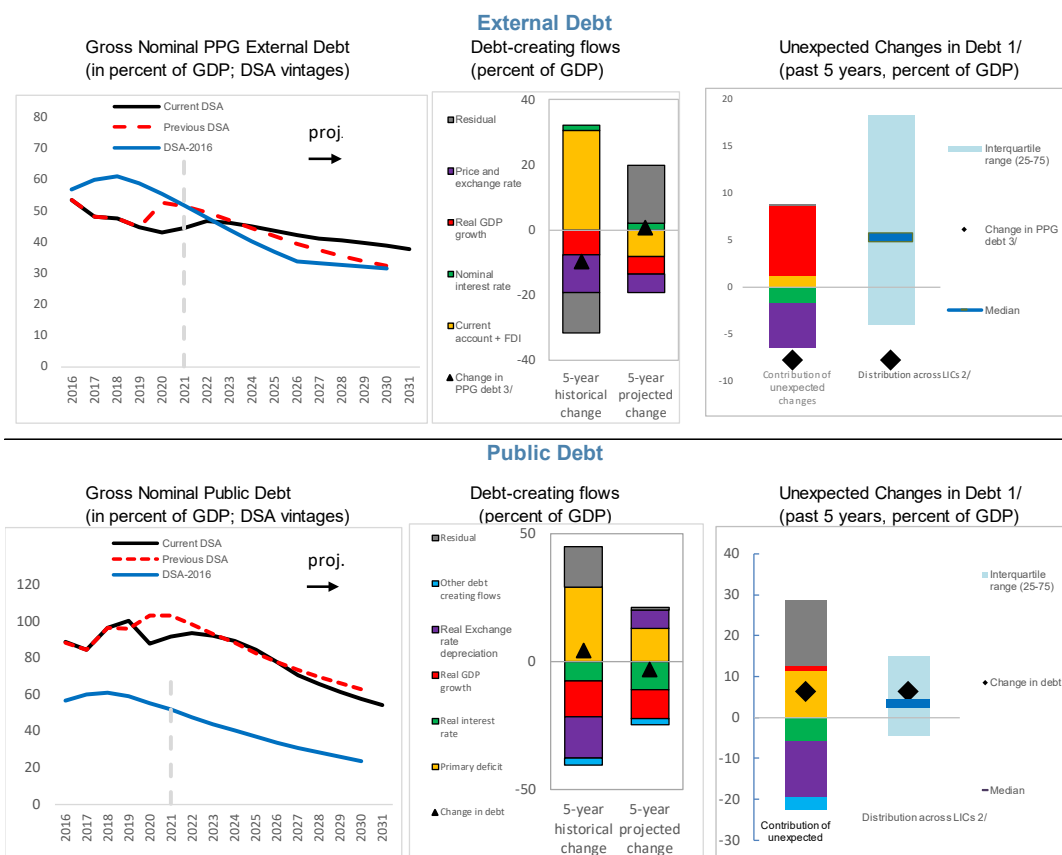 External Debt
Gross Nominal PPG External Debt
(in percent of GDP; DSA vintages)
Current DSA
Previous DSA
DSA-2016
proj.
80
70
60
50
40
30
20
10
0
2016
2017
2018
2019
2020
2021
2022
2023
2024
2025
2026
2027
2028
2029
2030
2031
Debt-creating flows
(percent of GDP)
Residual
Price and
exchange rate
Real GDP
growth
Nominal
interest rate
Current
account + FDI
Change in
PPG debt 3/
40
20
0
-20
-40
5-year
historical
change
5-year
projected
change
Unexpected Changes in Debt 1/
(past 5 years, percent of GDP)
20
15
10
5
0
-5
-10
Interquartile
range (25-75)
Change in PPG
debt 3/
Median
Contribution of
unexpected
changes
Distribution across LICs 2/
Public Debt
Gross Nominal Public Debt
(in percent of GDP; DSA vintages)
Current DSA
Previous DSA
DSA-2016
proj.
120
100
80
60
40
20
0
2016
2017
2018
2019
2020
2021
2022
2023
2024
2025
2026
2027
2028
2029
2030
2031
Debt-creating flows
(percent of GDP)
Residual
Other debt
creating flows
Real Exchange
rate
depreciation
Real GDP
growth
Real interest
rate
Primary deficit
Change in debt
50
0
-50
5-year
historical
change
5-year
projected
change
Unexpected Changes in Debt 1/
(past 5 years, percent of GDP)
40
30
20
10
0
-10
-20
-30
Interquartile
range (25-75)
Change in debt
Median
Contribution of
unexpected
Distribution across LICs 2/